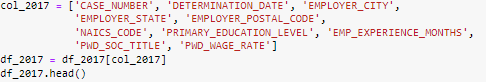 col_2017 = ['CASE_NUMBER', 'DETERMINATION_DATE', 'EMPLOYER_CITY',
'EMPLOYER_STATE', 'EMPLOYER_POSTAL_CODE',
'NAICS_CODE', 'PRIMARY_EDUCATION_LEVEL', 'EMP_EXPERIENCE_MONTHS',
'PWD_SOC_TITLE', 'PWD_WAGE_RATE']
df_2017 = df_2017[col_2017]
df_2017.head()